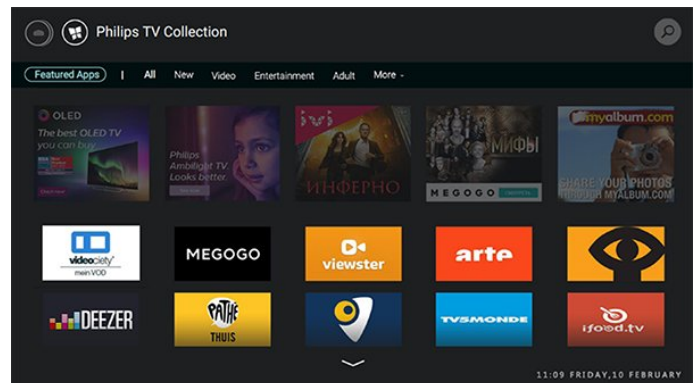 Philips TV Collection
Featured Apps | All New Video Entertainment Adult More
OLED
The best OLED TV
you can buy
Philips
Ambilight TV.
Looks better.
ivi
ИНФЕРНО
МИФЫ
MEGOGO
myalbum.com
SHARE YOUR PHOTOS
THROUGH MYALBUM.COM
videociety
mein VOD
MEGOGO
viewster
arte
DEEZER
PATHÉ
THUIS
TV5MONDE
ifood.tv
11:09 FRIDAY,10 FEBRUARY